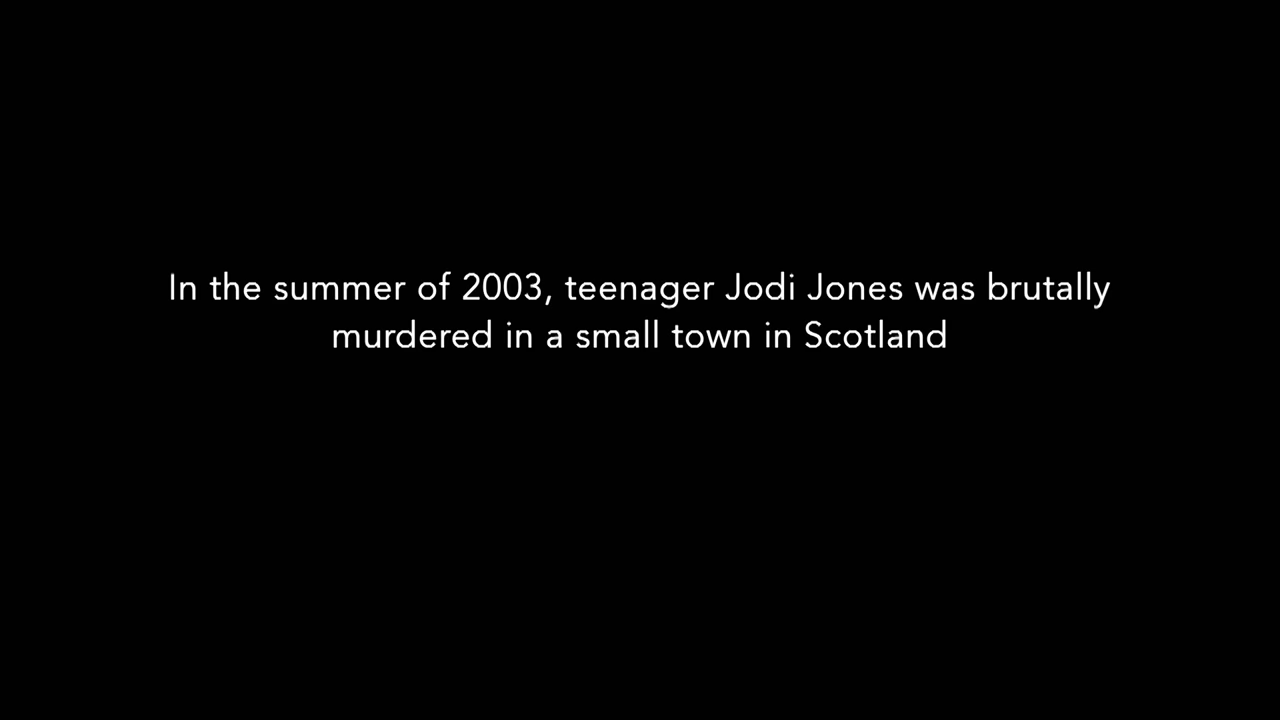 In the summer of 2003, teenager Jodi Jones was brutally
murdered in a small town in Scotland